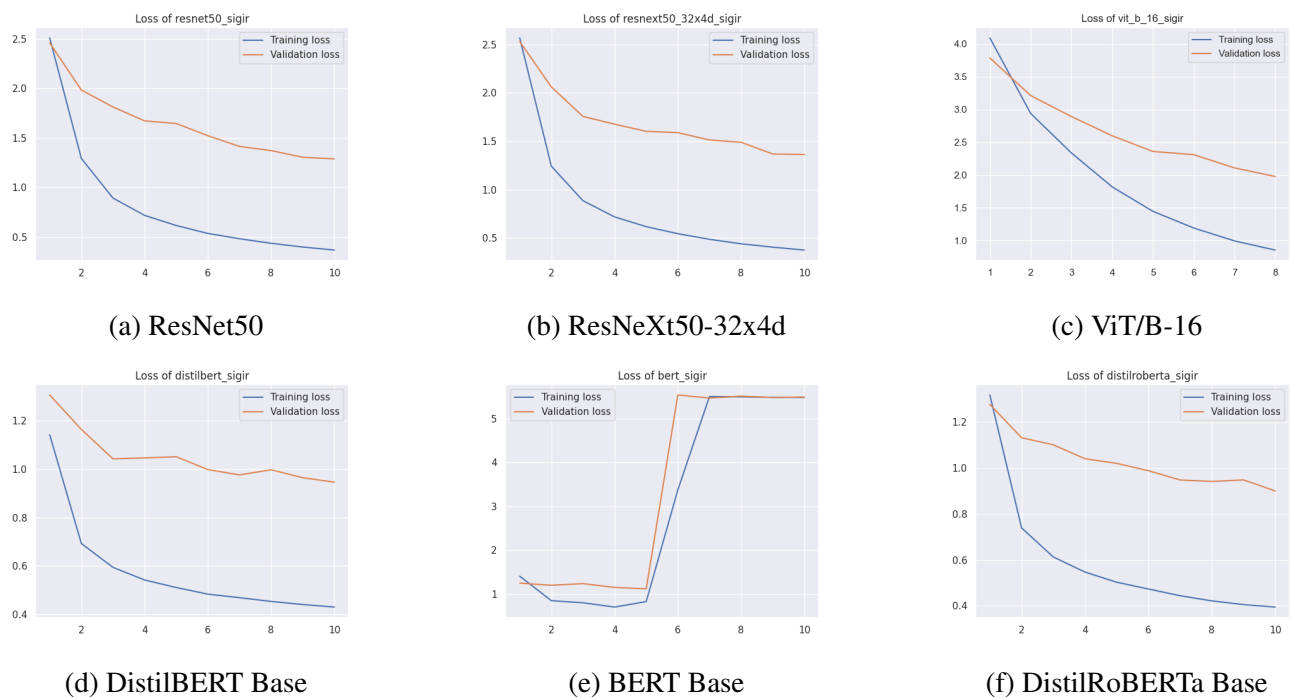 Loss of resnet50_sigir
Training loss
Validation loss
2.5
2.0
1.5
1.0
0.5
2 4 6 8 10
(a) ResNet50
Loss of resnext50_32x4d_sigir
Training loss
Validation loss
2.5
2.0
1.5
1.0
0.5
2 4 6 8 10
(b) ResNeXt50-32x4d
Loss of vit_b_16_sigir
Training loss
Validation loss
4.0
3.5
3.0
2.5
2.0
1.5
1.0
1 2 3 4 5 6 7 8
(c) ViT/B-16
Loss of distilbert_sigir
Training loss
Validation loss
1.2
1.0
0.8
0.6
0.4
2 4 6 8 10
(d) DistilBERT Base
Loss of bert_sigir
Training loss
Validation loss
5
4
3
2
1
2 4 6 8 10
(e) BERT Base
Loss of distilroberta_sigir
Training loss
Validation loss
1.2
1.0
0.8
0.6
0.4
2 4 6 8 10
(f) DistilRoBERTa Base